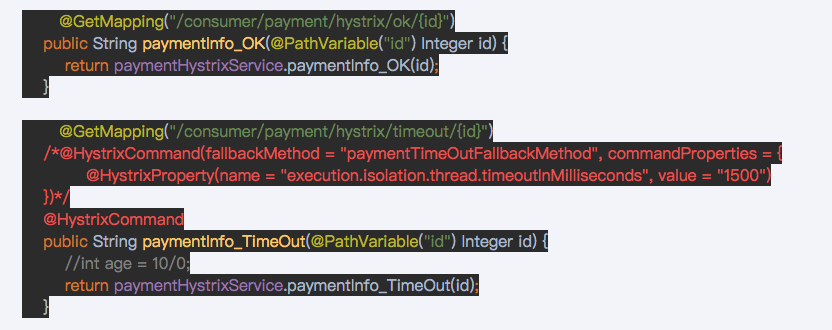 @GetMapping("/consumer/payment/hystrix/ok/{id}")
public String paymentInfo_OK(@PathVariable("id") Integer id) {
return paymentHystrixService.paymentInfo_OK(id);
}
@GetMapping("/consumer/payment/hystrix/timeout/{id}")
/*@HystrixCommand(fallbackMethod = "paymentTimeOutFallbackMethod", commandProperties = {
@HystrixProperty(name = "execution.isolation.thread.timeoutInMilliseconds", value = "1500")
})*/
@HystrixCommand
public String paymentInfo_TimeOut(@PathVariable("id") Integer id) {
//int age = 10/0;
return paymentHystrixService.paymentInfo_TimeOut(id);
}